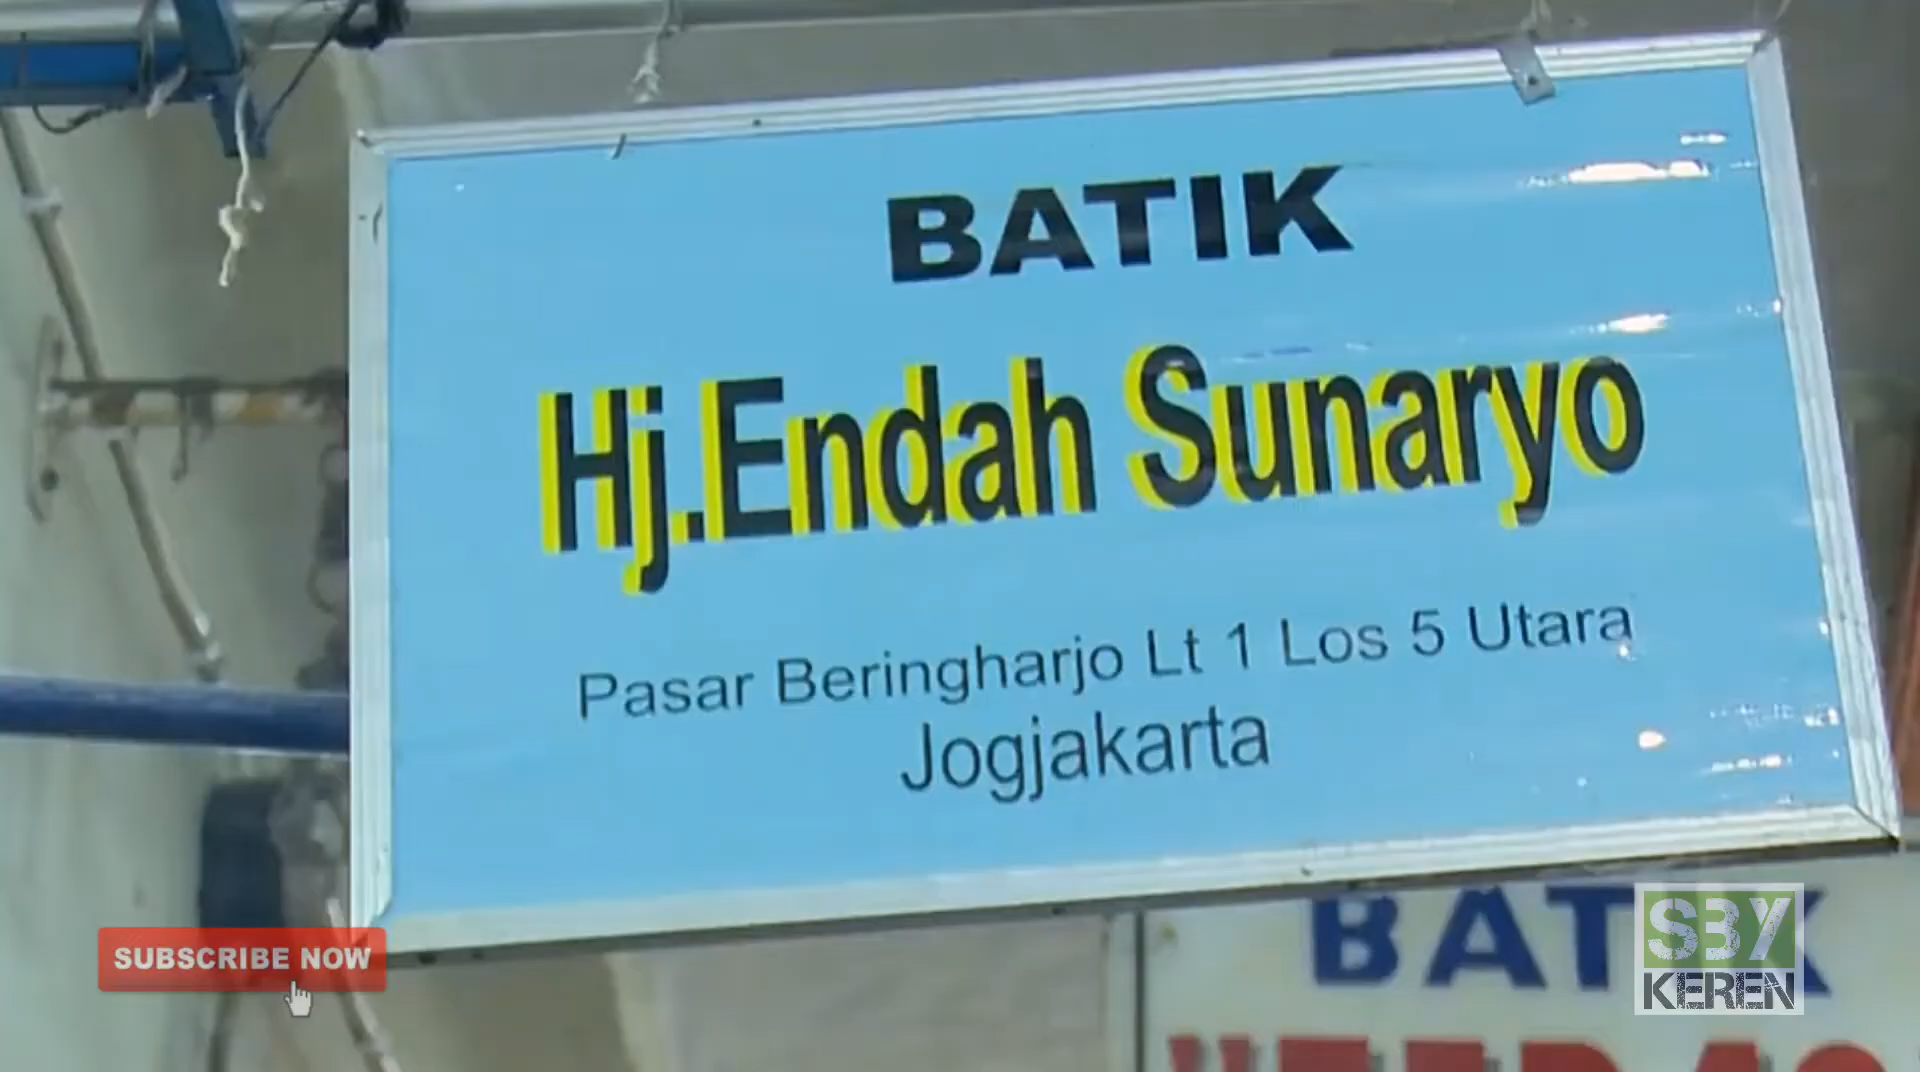 BATIK
Hj.Endah Sunaryo
Pasar Beringharjo Lt 1 Los 5 Utara
Jogjakarta
SUBSCRIBE NOW
BATIK
SBY
KEREN